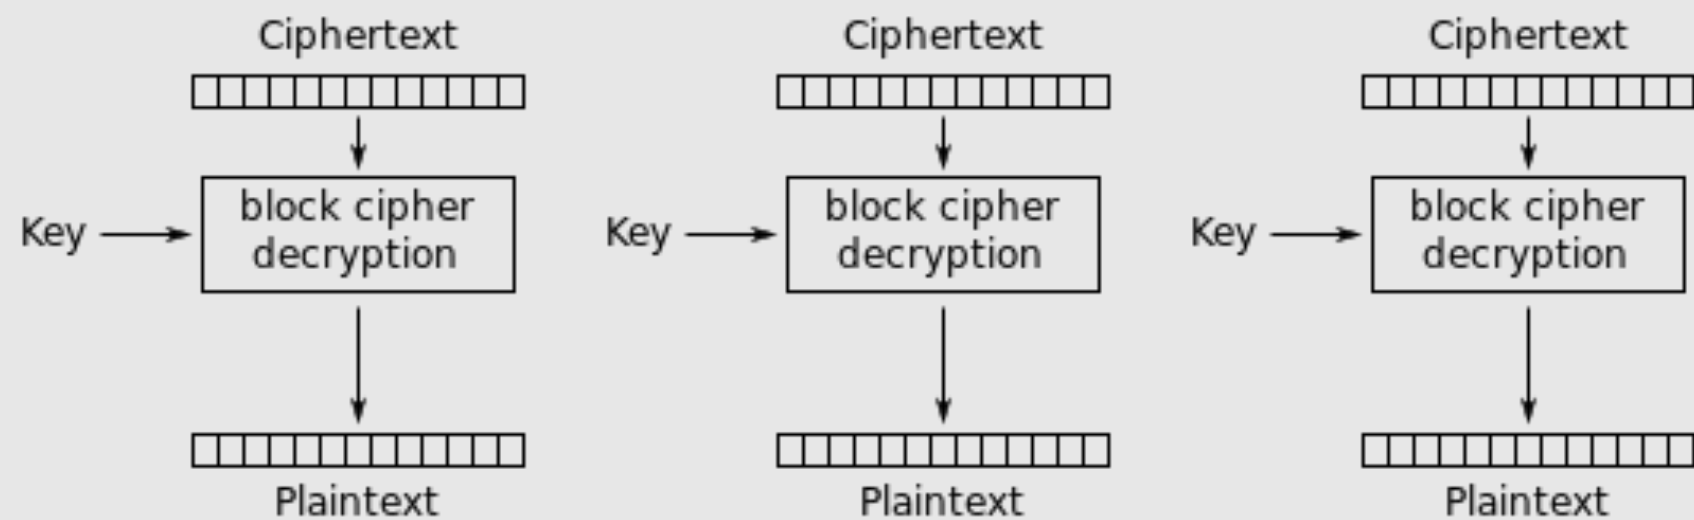 Ciphertext
Ciphertext
Ciphertext
Key
block cipher
decryption
Key
block cipher
decryption
Key
block cipher
decryption
Plaintext
Plaintext
Plaintext